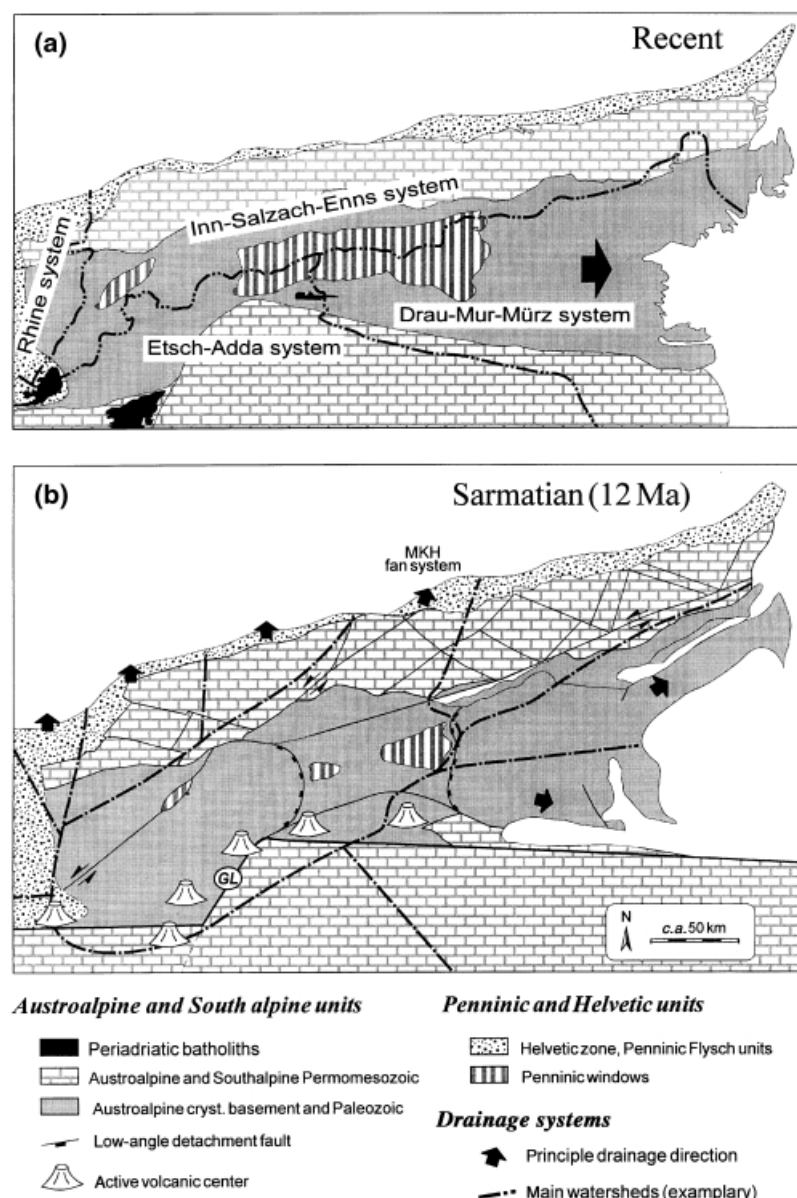 (a)
Recent
Inn-Salzach-Enns system
Rhine system
Drau-Mur-Mürz system
Etsch-Adda system
(b)
Sarmatian (12 Ma)
MKH
fan system
GL
N
c.a. 50 km
Austroalpine and South alpine units
Periadriatic batholiths
Austroalpine and Southalpine Permomesozoic
Austroalpine cryst. basement and Paleozoic
Low-angle detachment fault
Active volcanic center
Penninic and Helvetic units
Helvetic zone, Penninic Flysch units
Penninic windows
Drainage systems
Principle drainage direction
Main watersheds (examplary)